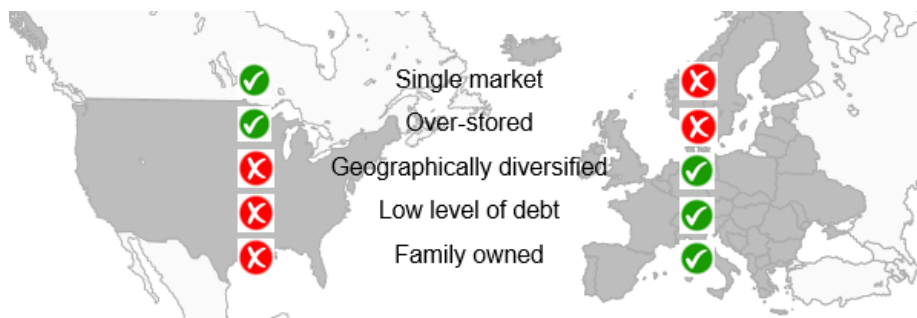 Single market
Over-stored
Geographically diversified
Low level of debt
Family owned